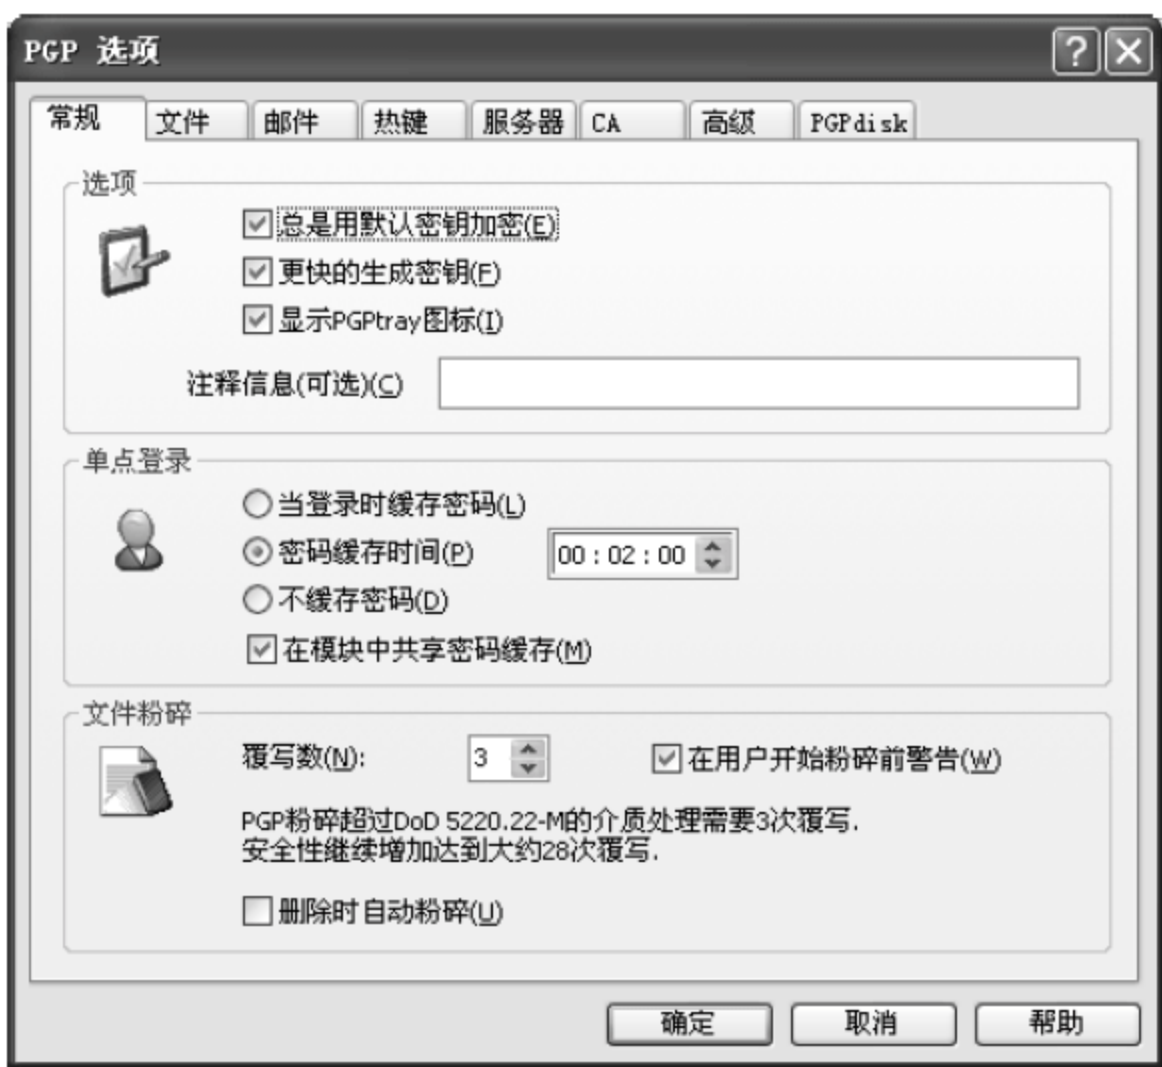 PGP 选项
常规 文件 邮件 热键 服务器 CA 高级 PGPdisk
选项
总是用默认密钥加密(E)
更快的生成密钥(F)
显示PGPtray图标(I)
注释信息(可选)(C)
单点登录
当登录时缓存密码(L)
密码缓存时间(P) 00:02:00
不缓存密码(D)
在模块中共享密码缓存(M)
文件粉碎
覆写数(N): 3 在用户开始粉碎前警告(W)
PGP粉碎超过DoD 5220.22-M的介质处理需要3次覆写.
安全性继续增加达到大约28次覆写.
删除时自动粉碎(U)
确定 取消 帮助